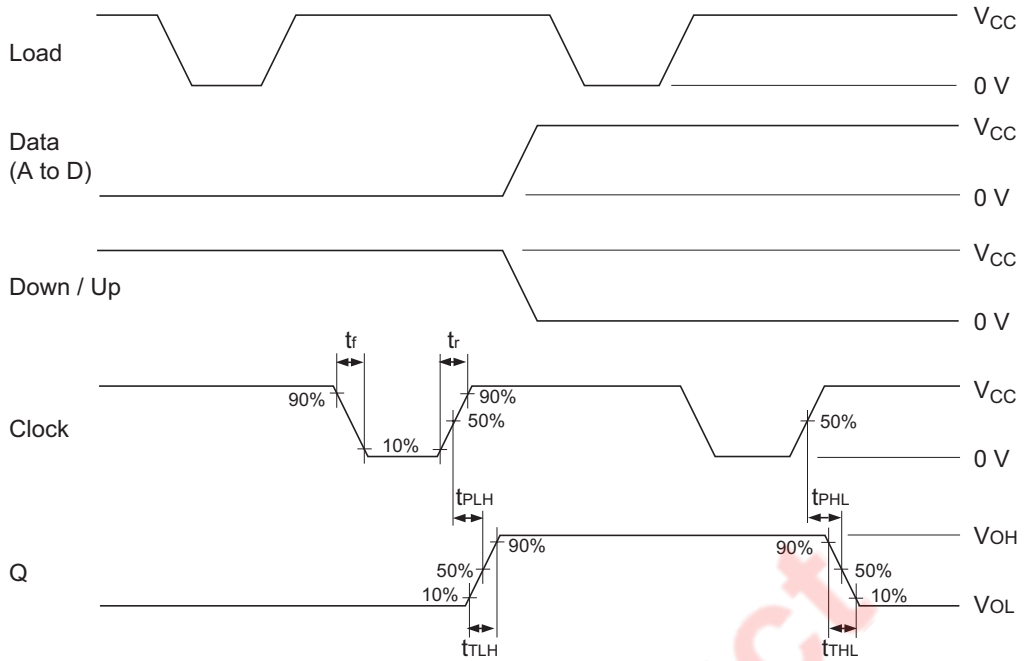 Load
VCC
0 V
Data
(A to D)
VCC
0 V
Down / Up
VCC
0 V
tf
tr
Clock
90%
10%
90%
50%
50%
VCC
0 V
tPLH
tPHL
Q
10%
50%
90%
90%
50%
10%
VOH
VOL
tTLH
tTHL
ct